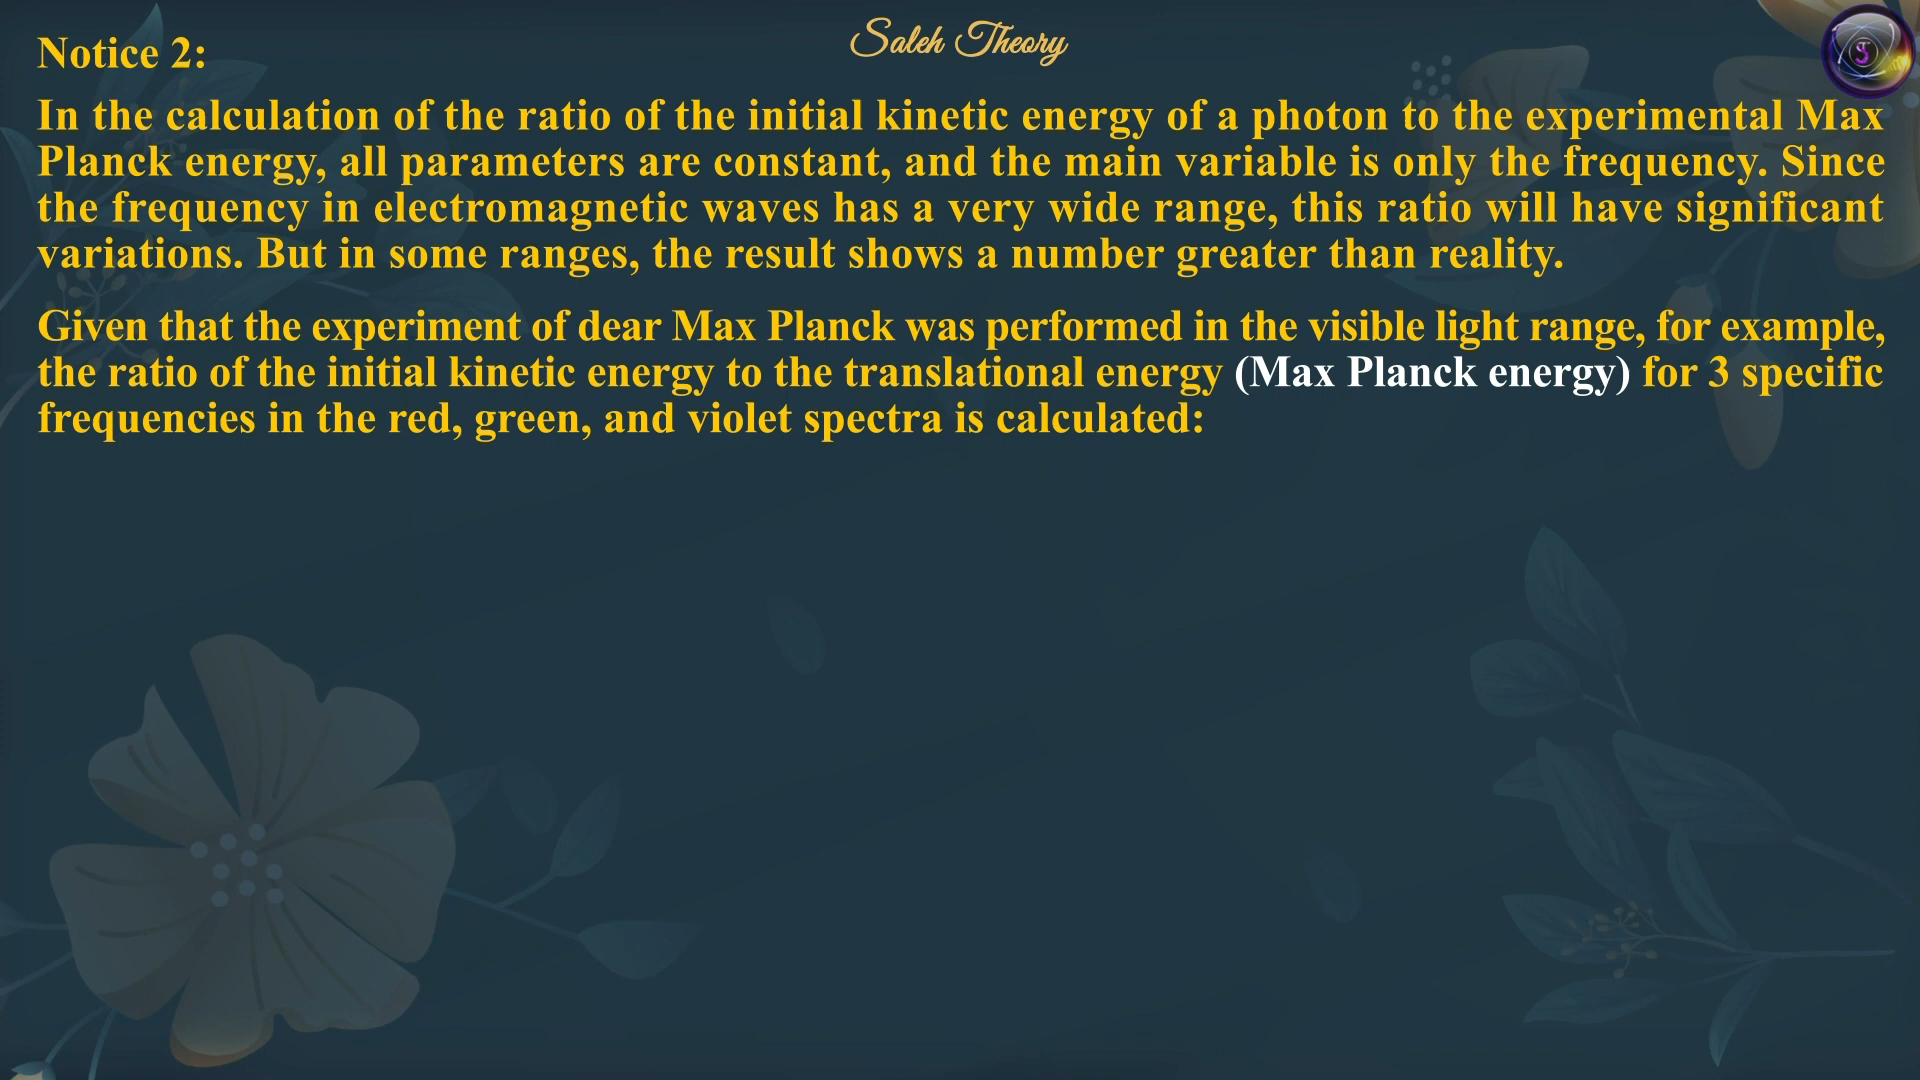 Saleh Theory
Notice 2:
In the calculation of the ratio of the initial kinetic energy of a photon to the experimental Max
Planck energy, all parameters are constant, and the main variable is only the frequency. Since
the frequency in electromagnetic waves has a very wide range, this ratio will have significant
variations. But in some ranges, the result shows a number greater than reality.
Given that the experiment of dear Max Planck was performed in the visible light range, for example,
the ratio of the initial kinetic energy to the translational energy (Max Planck energy) for 3 specific
frequencies in the red, green, and violet spectra is calculated: